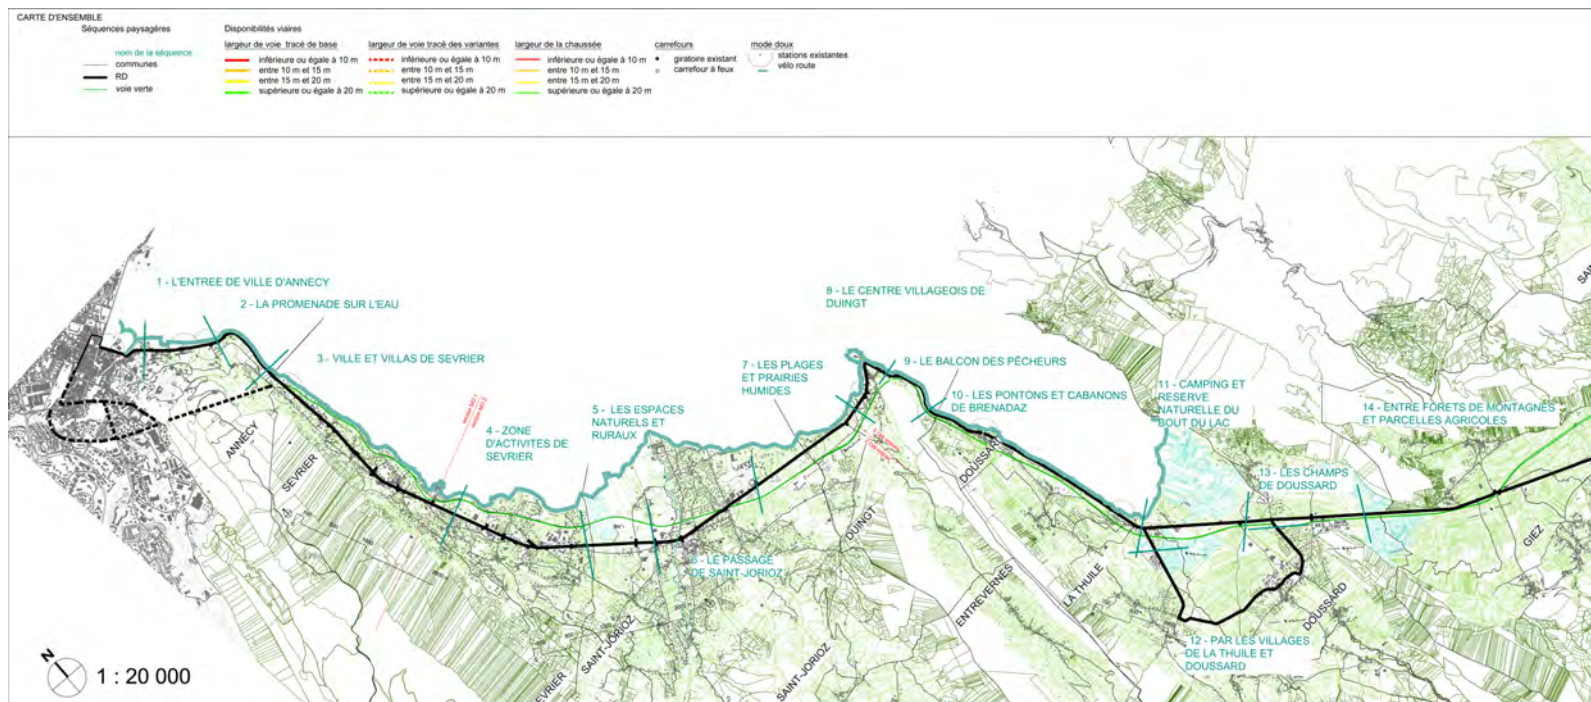 CARTE D'ENSEMBLE
Séquences paysagères
nom de la séquence
communes
RD
voie verte
Disponibilités viaires
largeur de voie tracé de base
inférieure ou égale à 10 m
entre 10 m et 15 m
entre 15 m et 20 m
supérieure ou égale à 20 m
largeur de voie tracé des variantes
inférieure ou égale à 10 m
entre 10 m et 15 m
entre 15 m et 20 m
supérieure ou égale à 20 m
largeur de la chaussée
inférieure ou égale à 10 m
entre 10 m et 15 m
entre 15 m et 20 m
supérieure ou égale à 20 m
carrefours
giratoire existant
carrefour à feux
mode doux
stations existantes
vélo route
1 - L'ENTREE DE VILLE D'ANNECY
2 - LA PROMENADE SUR L'EAU
3 - VILLE ET VILLAS DE SEVRIER
4 - ZONE
D'ACTIVITES DE
SEVRIER
5 - LES ESPACES
NATURELS ET
RURAUX
6 - LE PASSAGE
DE SAINT-JORIOZ
7 - LES PLAGES
ET PRAIRIES
HUMIDES
8 - LE CENTRE VILLAGEOIS DE
DUINGT
9 - LE BALCON DES PÊCHEURS
10 - LES PONTONS ET CABANONS
DE BRENADAZ
11 - CAMPING ET
RESERVE
NATURELLE DU
BOUT DU LAC
12 - PAR LES VILLAGES
DE LA THUILE ET
DOUSSARD
13 - LES CHAMPS
DE DOUSSARD
14 - ENTRE FORETS DE MONTAGNES
ET PARCELLES AGRICOLES
ANNECY
SEVRIER
SEVRIER
SAINT-JORIOZ
SAINT-JORIOZ
DUINGT
ENTREVERNES
DOUSSARD
LA THUILE
DOUSSARD
GIEZ
N
1 : 20 000